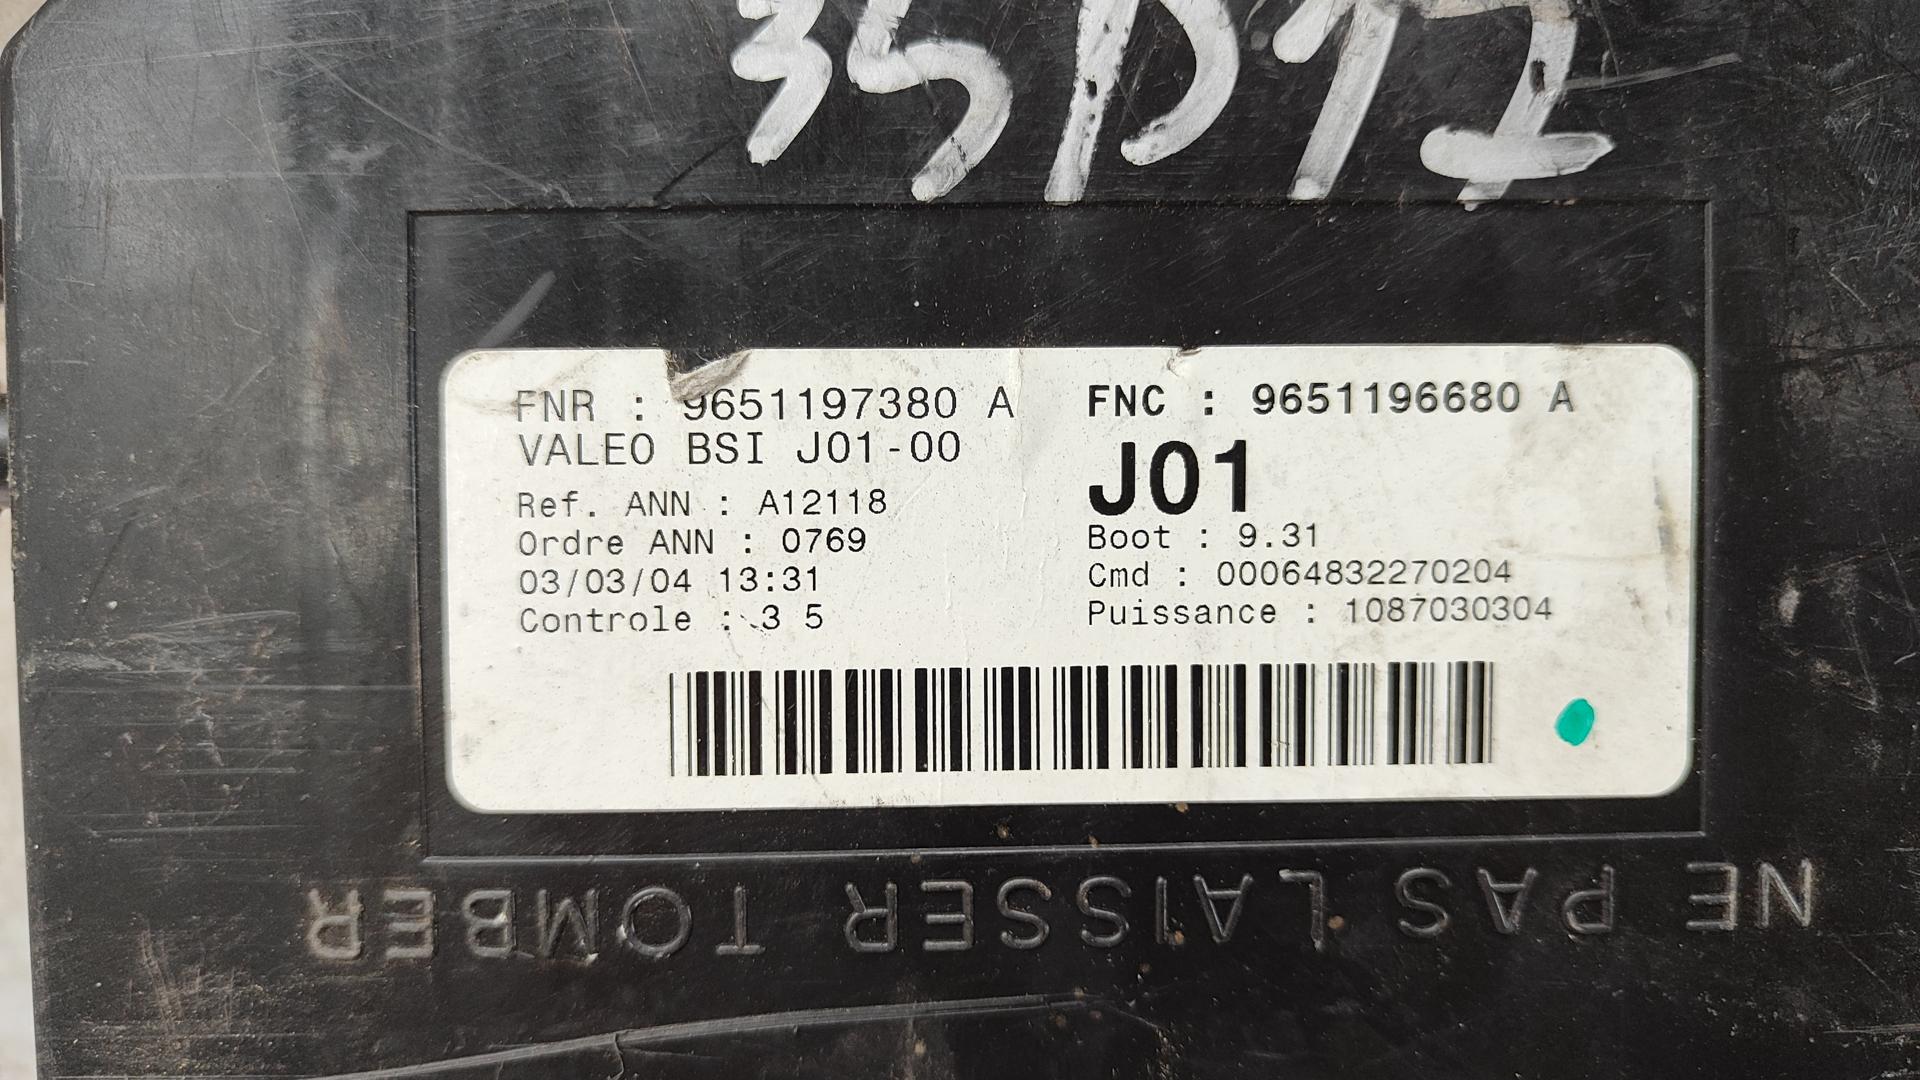 FNR : 9651197380 A
VALEO BSI J01-00
Ref. ANN : A12118
Ordre ANN : 0769
03/03/04 13:31
Controle : 3 5
FNC : 9651196680 A
J01
Boot : 9.31
Cmd : 00064832270204
Puissance : 1087030304
NE PAS LAISSER TOMBER